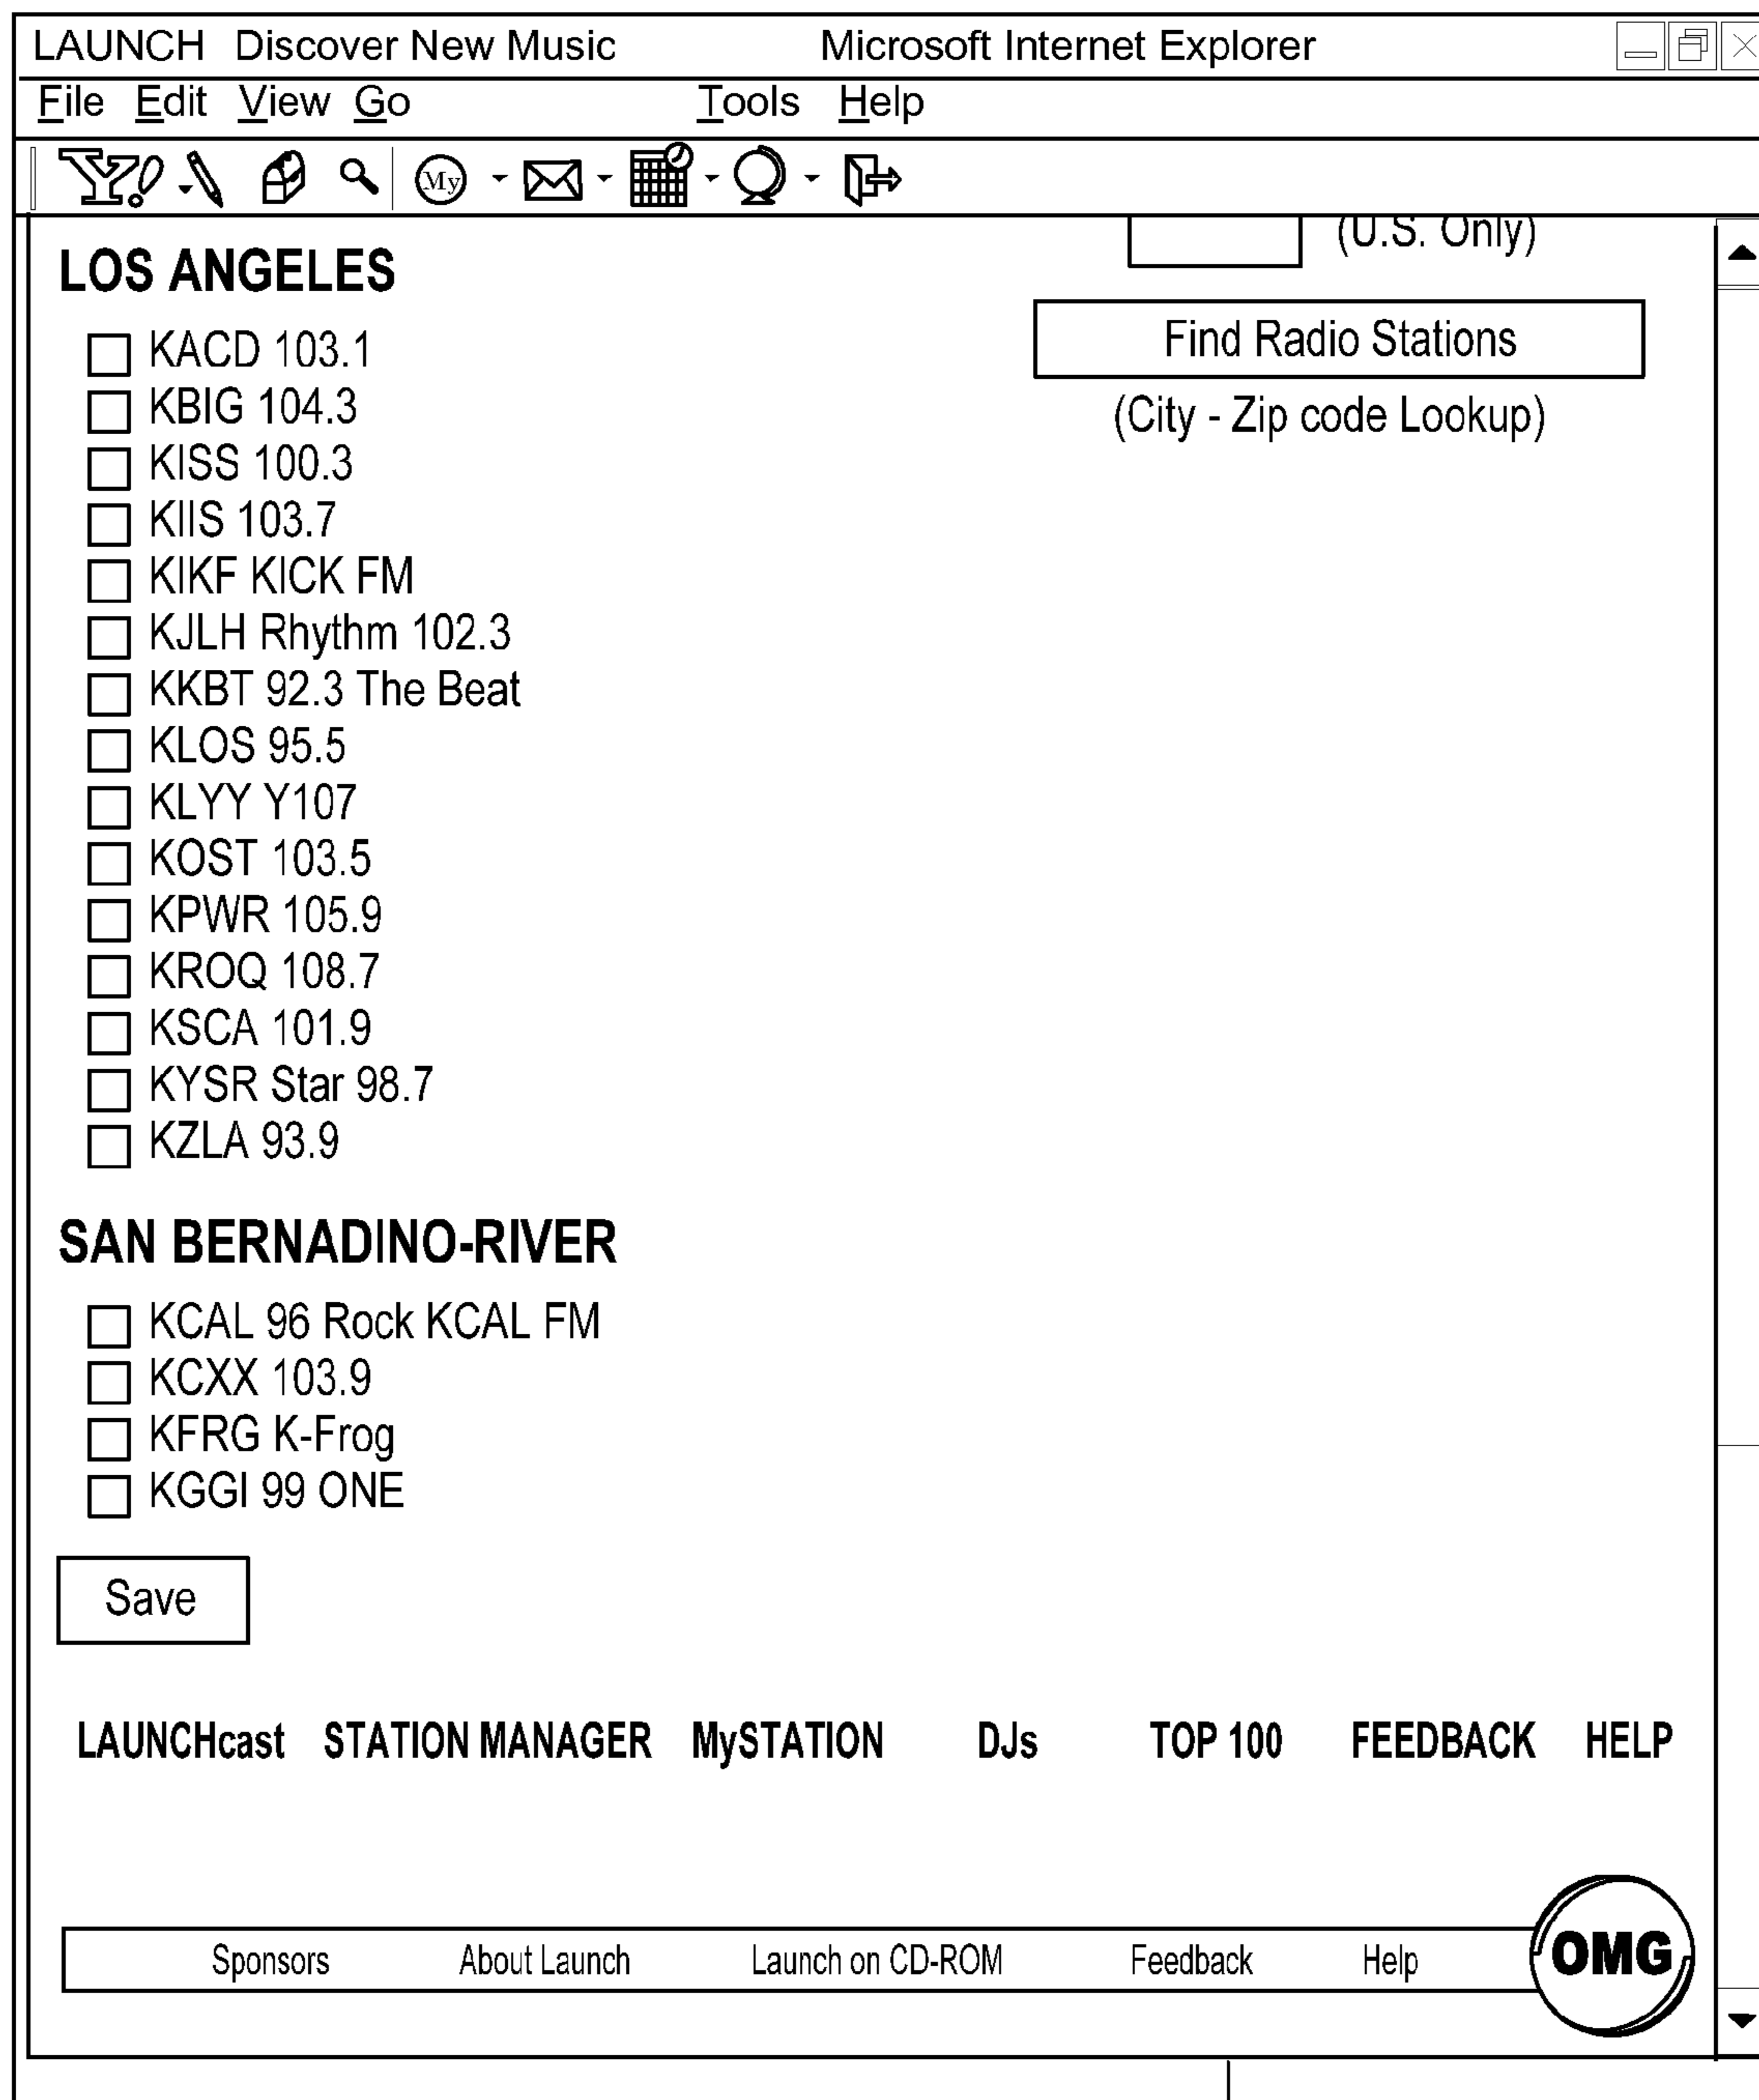 LAUNCH Discover New Music Microsoft Internet Explorer
File Edit View Go Tools Help
Y! My
(U.S. Only)
LOS ANGELES
Find Radio Stations
KACD 103.1
(City - Zip code Lookup)
KBIG 104.3
KISS 100.3
KIIS 103.7
KIKF KICK FM
KJLH Rhythm 102.3
KKBT 92.3 The Beat
KLOS 95.5
KLYY Y107
KOST 103.5
KPWR 105.9
KROQ 108.7
KSCA 101.9
KYSR Star 98.7
KZLA 93.9
SAN BERNADINO-RIVER
KCAL 96 Rock KCAL FM
KCXX 103.9
KFRG K-Frog
KGGI 99 ONE
Save
LAUNCHcast STATION MANAGER MySTATION DJs TOP 100 FEEDBACK HELP
Sponsors About Launch Launch on CD-ROM Feedback Help OMG